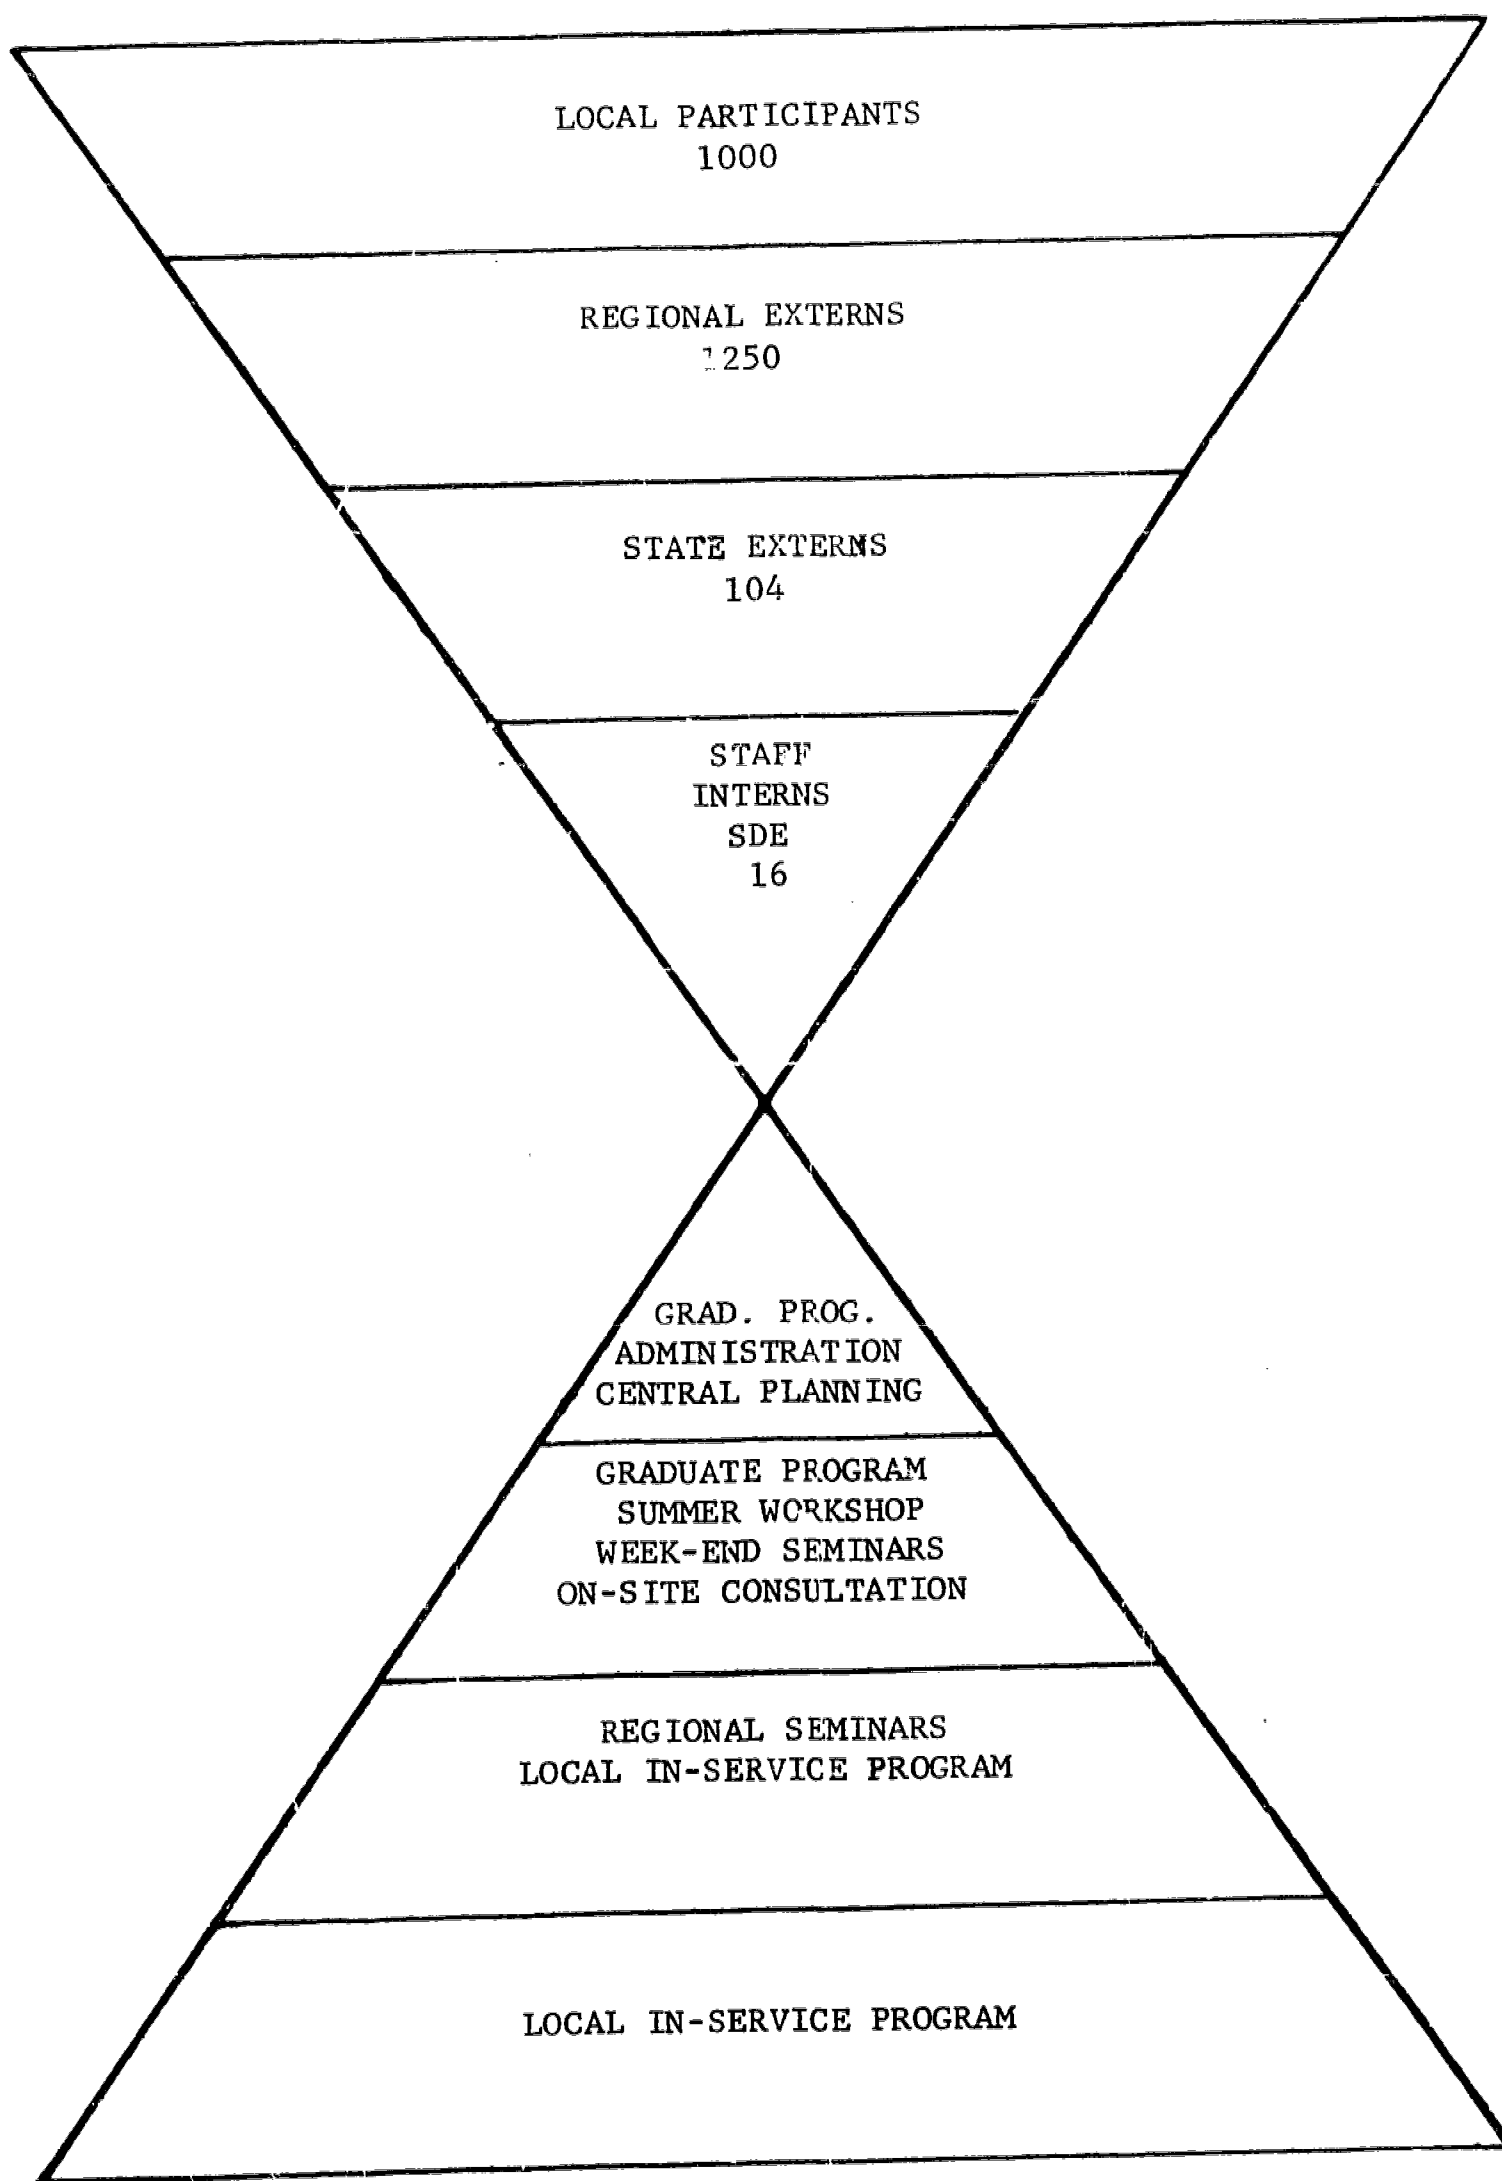 LOCAL PARTICIPANTS
1000
REGIONAL EXTERNS
1250
STATE EXTERNS
104
STAFF
INTERNS
SDE
16
GRAD. PROG.
ADMINISTRATION
CENTRAL PLANNING
GRADUATE PROGRAM
SUMMER WORKSHOP
WEEK-END SEMINARS
ON-SITE CONSULTATION
REGIONAL SEMINARS
LOCAL IN-SERVICE PROGRAM
LOCAL IN-SERVICE PROGRAM